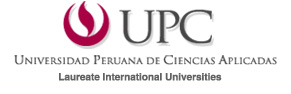 UPC
UNIVERSIDAD PERUANA DE CIENCIAS APLICADAS
Laureate International Universities